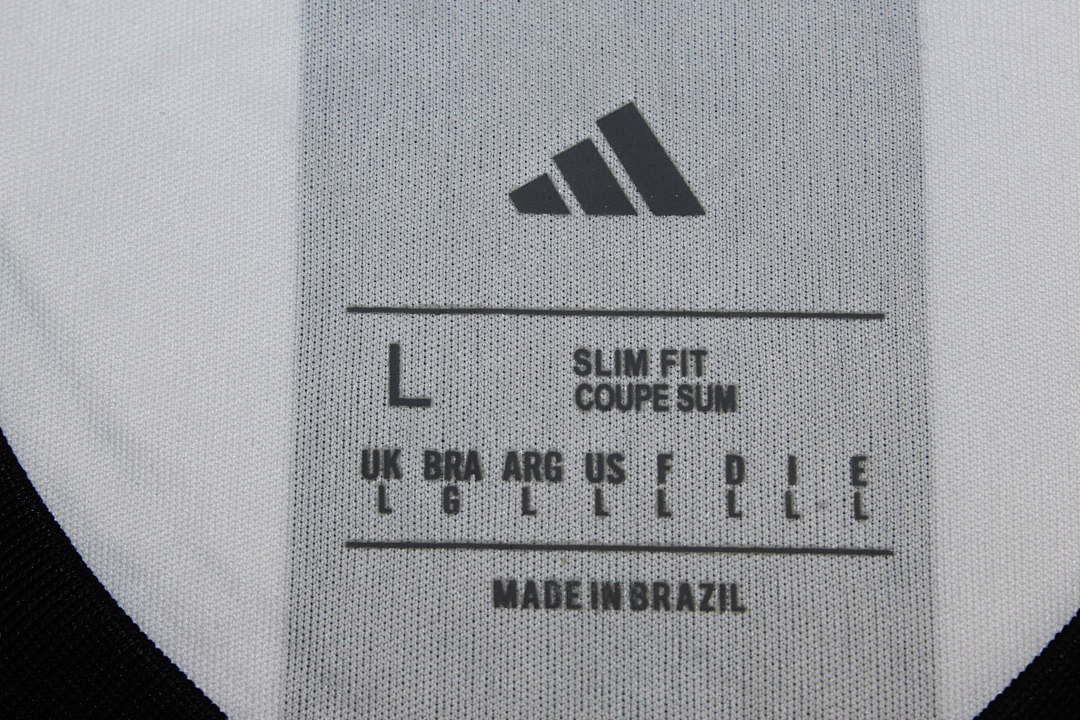 L
SLIM FIT
COUPE SUM
UK BRA ARG US F D I E
L G L L L L L L
MADE IN BRAZIL